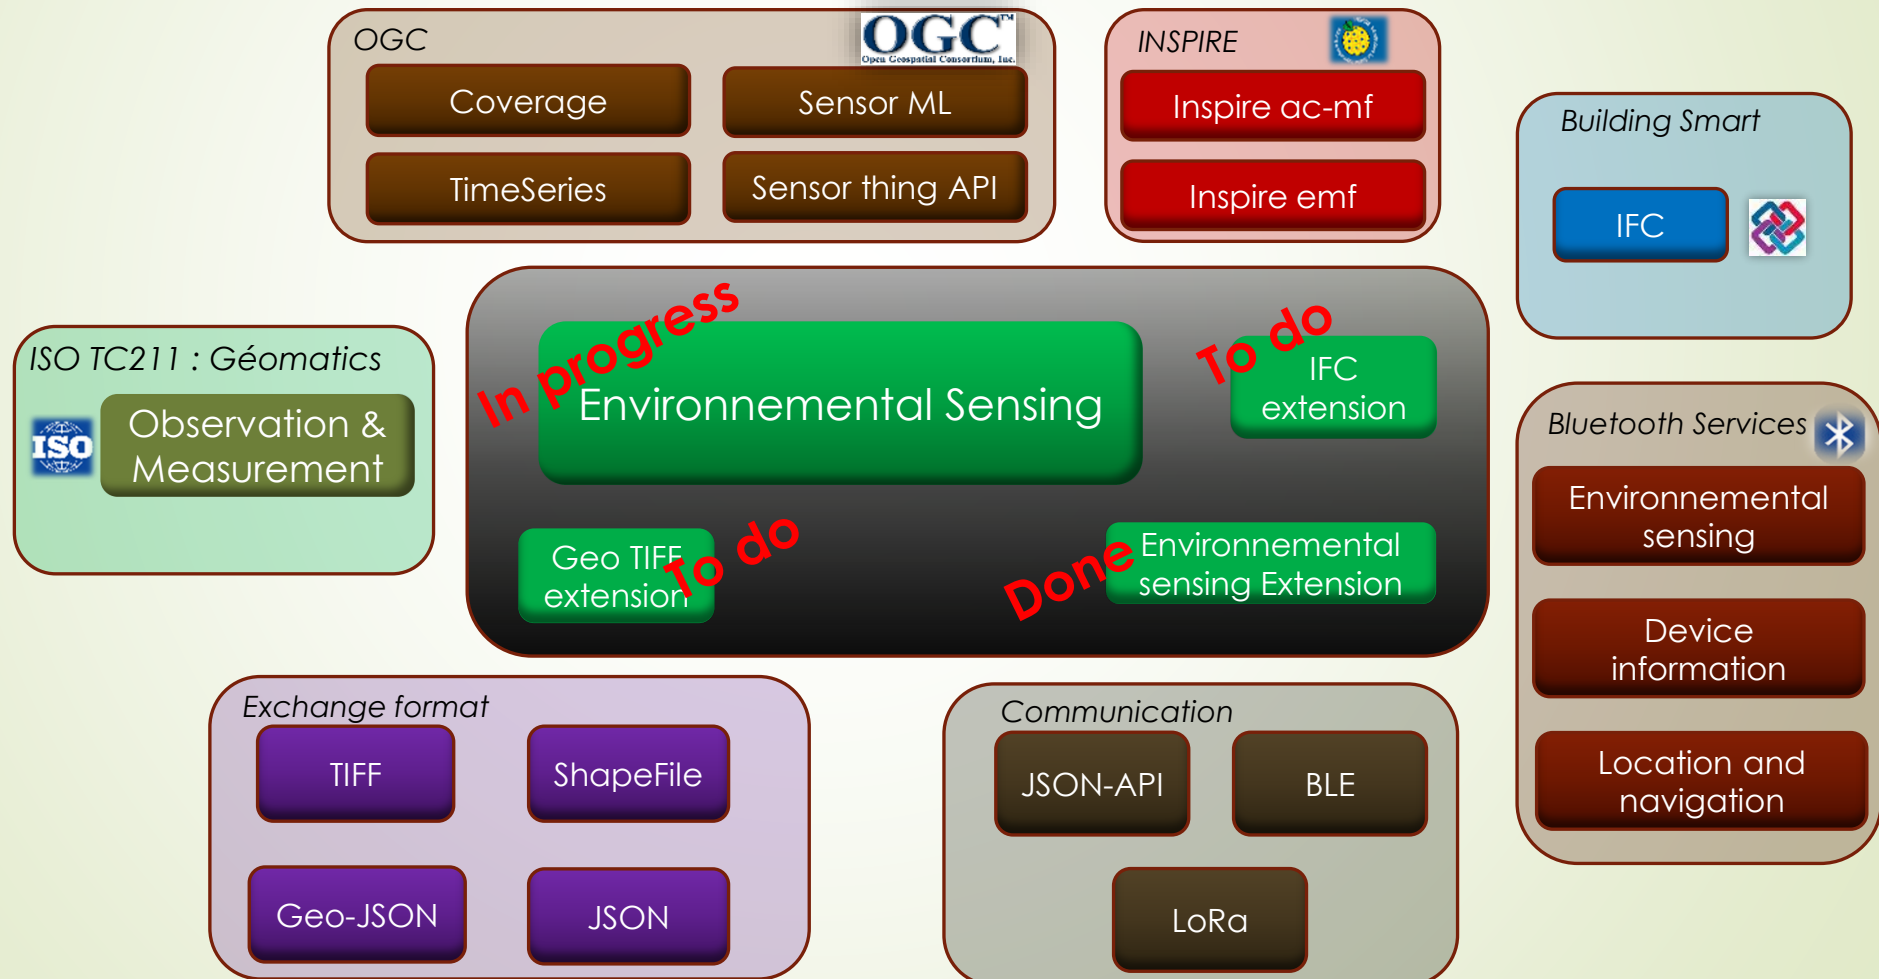 OGC
OGC™
Open Geospatial Consortium, Inc.
Coverage
Sensor ML
TimeSeries
Sensor thing API
INSPIRE
Inspire ac-mf
Inspire emf
Building Smart
IFC
ISO TC211 : Géomatics
ISO
Observation &
Measurement
In progress
Environnemental Sensing
To do
IFC
extension
Geo TIFF
extension
To do
Done
Environnemental
sensing Extension
Bluetooth Services
Environnemental
sensing
Device
information
Location and
navigation
Exchange format
TIFF
ShapeFile
Geo-JSON
JSON
Communication
JSON-API
BLE
LoRa